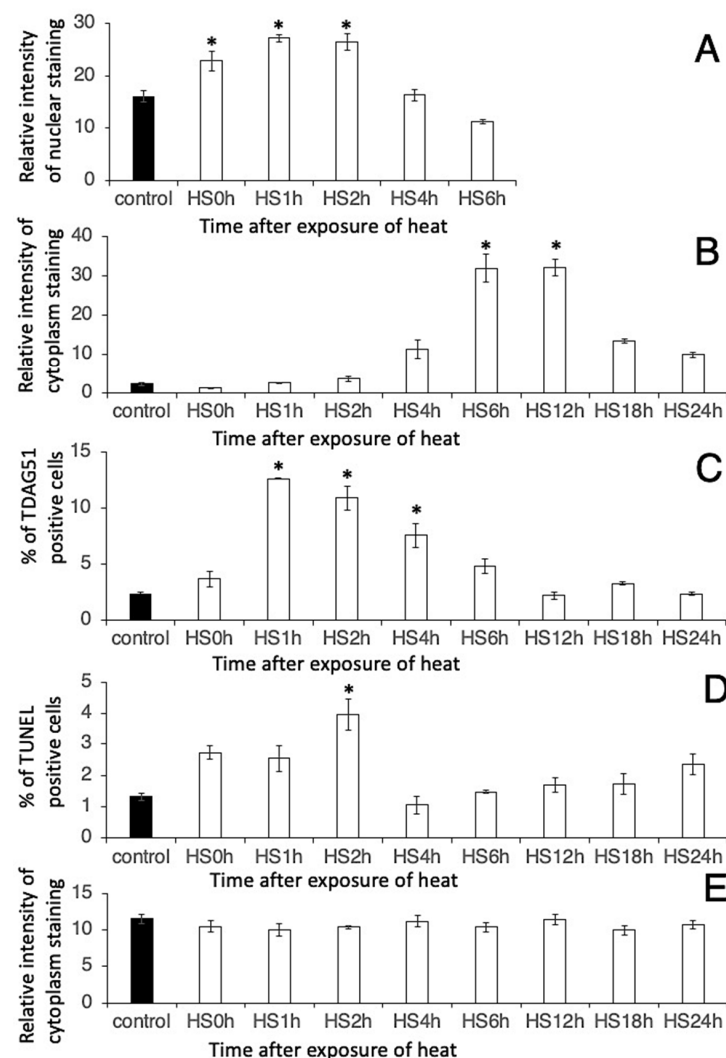 A
Relative intensity
of nuclear staining
30
20
10
0
* * *
control HS0h HS1h HS2h HS4h HS6h
Time after exposure of heat
B
Relative intensity of
cytoplasm staining
40
30
20
10
0
* *
control HS0h HS1h HS2h HS4h HS6h HS12h HS18h HS24h
Time after exposure of heat
C
% of TDAG51
positive cells
15
10
5
0
* * *
control HS0h HS1h HS2h HS4h HS6h HS12h HS18h HS24h
Time after exposure of heat
D
% of TUNEL
positive cells
5
4
3
2
1
0
*
control HS0h HS1h HS2h HS4h HS6h HS12h HS18h HS24h
Time after exposure of heat
E
Relative intensity of
cytoplasm staining
15
10
5
0
control HS0h HS1h HS2h HS4h HS6h HS12h HS18h HS24h
Time after exposure of heat